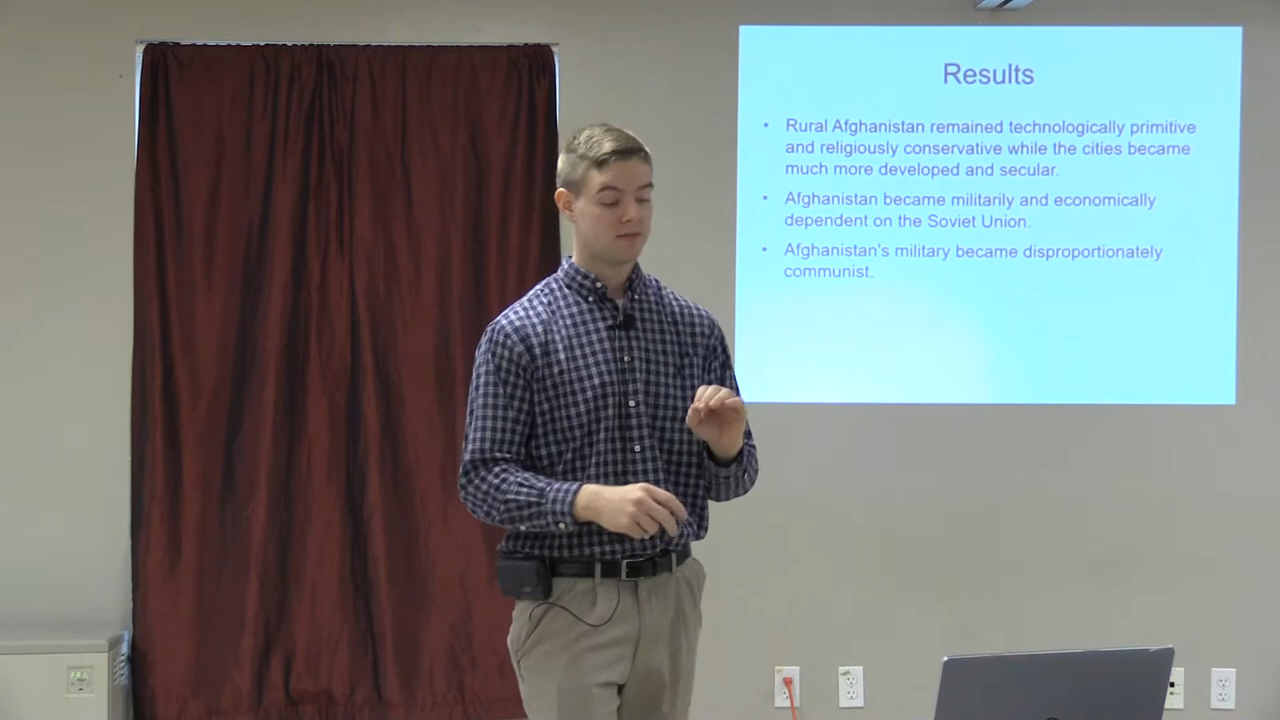 Results
• Rural Afghanistan remained technologically primitive
and religiously conservative while the cities became
much more developed and secular.
• Afghanistan became militarily and economically
dependent on the Soviet Union.
• Afghanistan's military became disproportionately
communist.